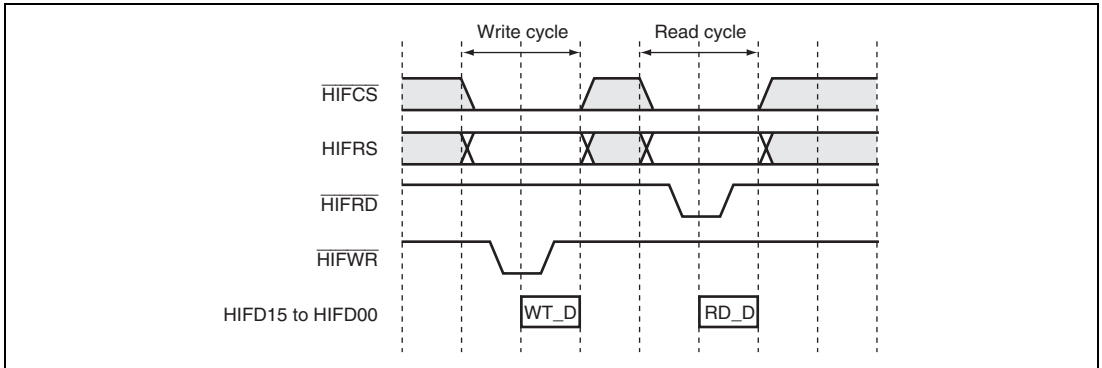 Write cycle Read cycle
HIFCS
HIFRS
HIFRD
HIFWR
HIFD15 to HIFD00 WT_D RD_D